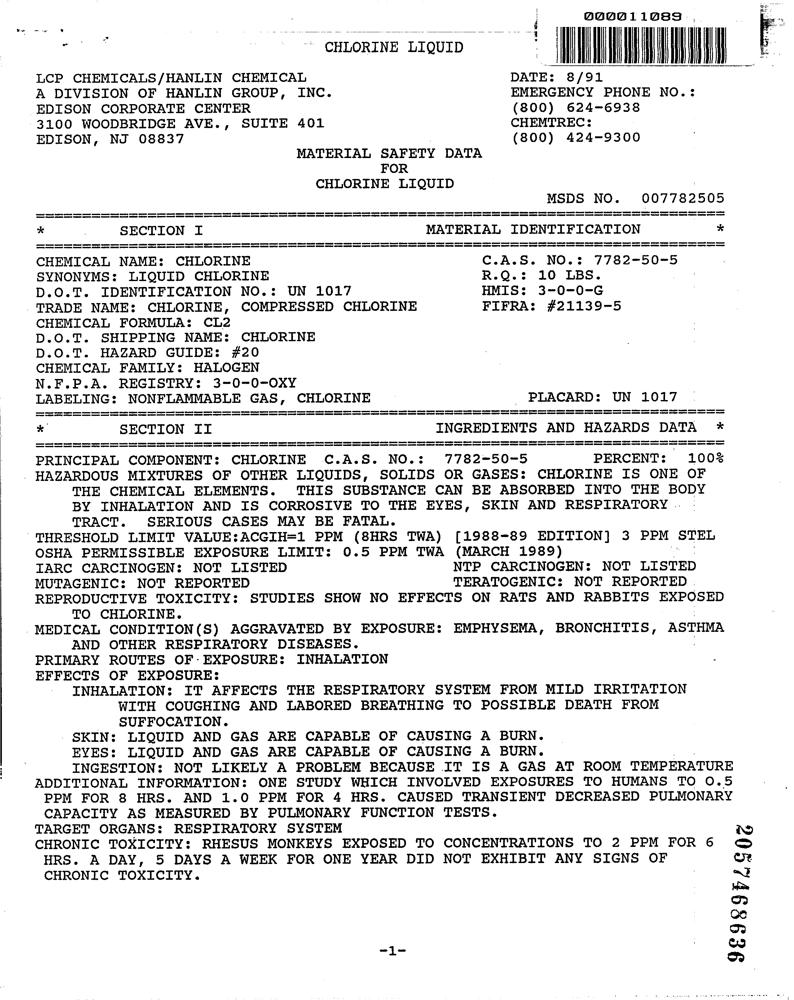 000011089
CHLORINE LIQUID
LCP CHEMICALS/HANLIN CHEMICAL DATE: 8/91
A DIVISION OF HANLIN GROUP, INC. EMERGENCY PHONE NO.:
EDISON CORPORATE CENTER (800) 624-6938
3100 WOODBRIDGE AVE., SUITE 401 CHEMTREC:
EDISON, NJ 08837 (800) 424-9300
MATERIAL SAFETY DATA
FOR
CHLORINE LIQUID
MSDS NO. 007782505
* SECTION I MATERIAL IDENTIFICATION *
CHEMICAL NAME: CHLORINE C.A.S. NO.: 7782-50-5
SYNONYMS: LIQUID CHLORINE R.Q.: 10 LBS.
D.O.T. IDENTIFICATION NO.: UN 1017 HMIS: 3-0-0-G
TRADE NAME: CHLORINE, COMPRESSED CHLORINE FIFRA: #21139-5
CHEMICAL FORMULA: CL2
D.O.T. SHIPPING NAME: CHLORINE
D.O.T. HAZARD GUIDE: #20
CHEMICAL FAMILY: HALOGEN
N.F.P.A. REGISTRY: 3-0-0-OXY
LABELING: NONFLAMMABLE GAS, CHLORINE PLACARD: UN 1017
* SECTION II INGREDIENTS AND HAZARDS DATA *
PRINCIPAL COMPONENT: CHLORINE C.A.S. NO.: 7782-50-5 PERCENT: 100%
HAZARDOUS MIXTURES OF OTHER LIQUIDS, SOLIDS OR GASES: CHLORINE IS ONE OF
THE CHEMICAL ELEMENTS. THIS SUBSTANCE CAN BE ABSORBED INTO THE BODY
BY INHALATION AND IS CORROSIVE TO THE EYES, SKIN AND RESPIRATORY
TRACT. SERIOUS CASES MAY BE FATAL.
THRESHOLD LIMIT VALUE:ACGIH=1 PPM (8HRS TWA) [1988-89 EDITION] 3 PPM STEL
OSHA PERMISSIBLE EXPOSURE LIMIT: 0.5 PPM TWA (MARCH 1989)
IARC CARCINOGEN: NOT LISTED NTP CARCINOGEN: NOT LISTED
MUTAGENIC: NOT REPORTED TERATOGENIC: NOT REPORTED
REPRODUCTIVE TOXICITY: STUDIES SHOW NO EFFECTS ON RATS AND RABBITS EXPOSED
TO CHLORINE.
MEDICAL CONDITION(S) AGGRAVATED BY EXPOSURE: EMPHYSEMA, BRONCHITIS, ASTHMA
AND OTHER RESPIRATORY DISEASES.
PRIMARY ROUTES OF EXPOSURE: INHALATION
EFFECTS OF EXPOSURE:
INHALATION: IT AFFECTS THE RESPIRATORY SYSTEM FROM MILD IRRITATION
WITH COUGHING AND LABORED BREATHING TO POSSIBLE DEATH FROM
SUFFOCATION.
SKIN: LIQUID AND GAS ARE CAPABLE OF CAUSING A BURN.
EYES: LIQUID AND GAS ARE CAPABLE OF CAUSING A BURN.
INGESTION: NOT LIKELY A PROBLEM BECAUSE IT IS A GAS AT ROOM TEMPERATURE
ADDITIONAL INFORMATION: ONE STUDY WHICH INVOLVED EXPOSURES TO HUMANS TO 0.5
PPM FOR 8 HRS. AND 1.0 PPM FOR 4 HRS. CAUSED TRANSIENT DECREASED PULMONARY
CAPACITY AS MEASURED BY PULMONARY FUNCTION TESTS.
TARGET ORGANS: RESPIRATORY SYSTEM
CHRONIC TOXICITY: RHESUS MONKEYS EXPOSED TO CONCENTRATIONS TO 2 PPM FOR 6
HRS. A DAY, 5 DAYS A WEEK FOR ONE YEAR DID NOT EXHIBIT ANY SIGNS OF
CHRONIC TOXICITY.
2057468636
-1-